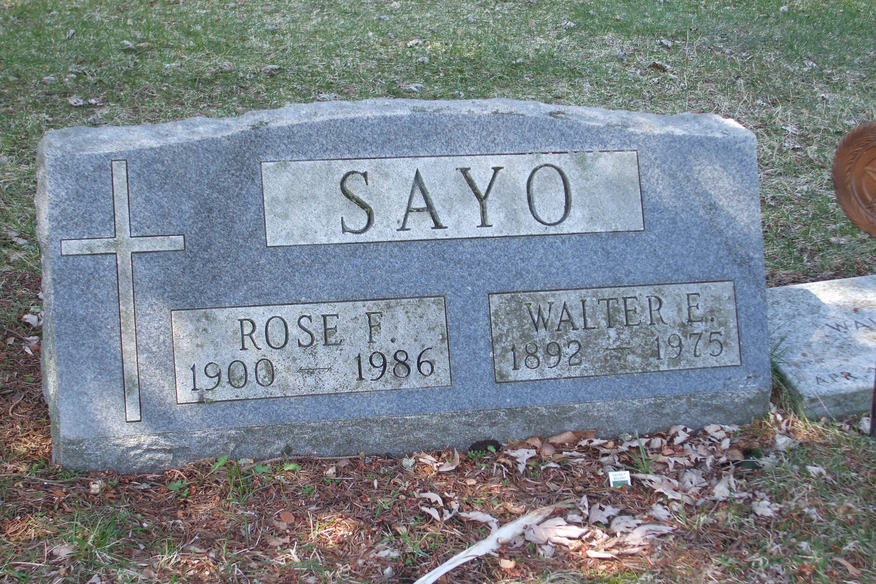 SAYO
ROSE F.
1900 - 1986
WALTER E.
1892 - 1975